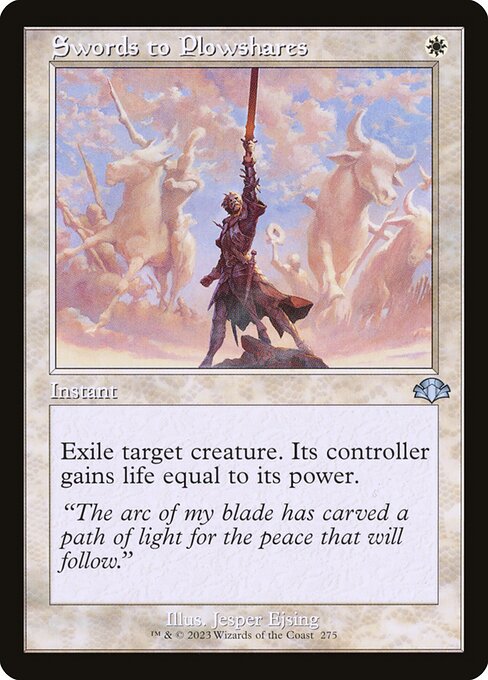 Swords to Plowshares
Instant
Exile target creature. Its controller
gains life equal to its power.
“The arc of my blade has carved a
path of light for the peace that will
follow.”
Illus. Jesper Ejsing
™ & © 2023 Wizards of the Coast 275